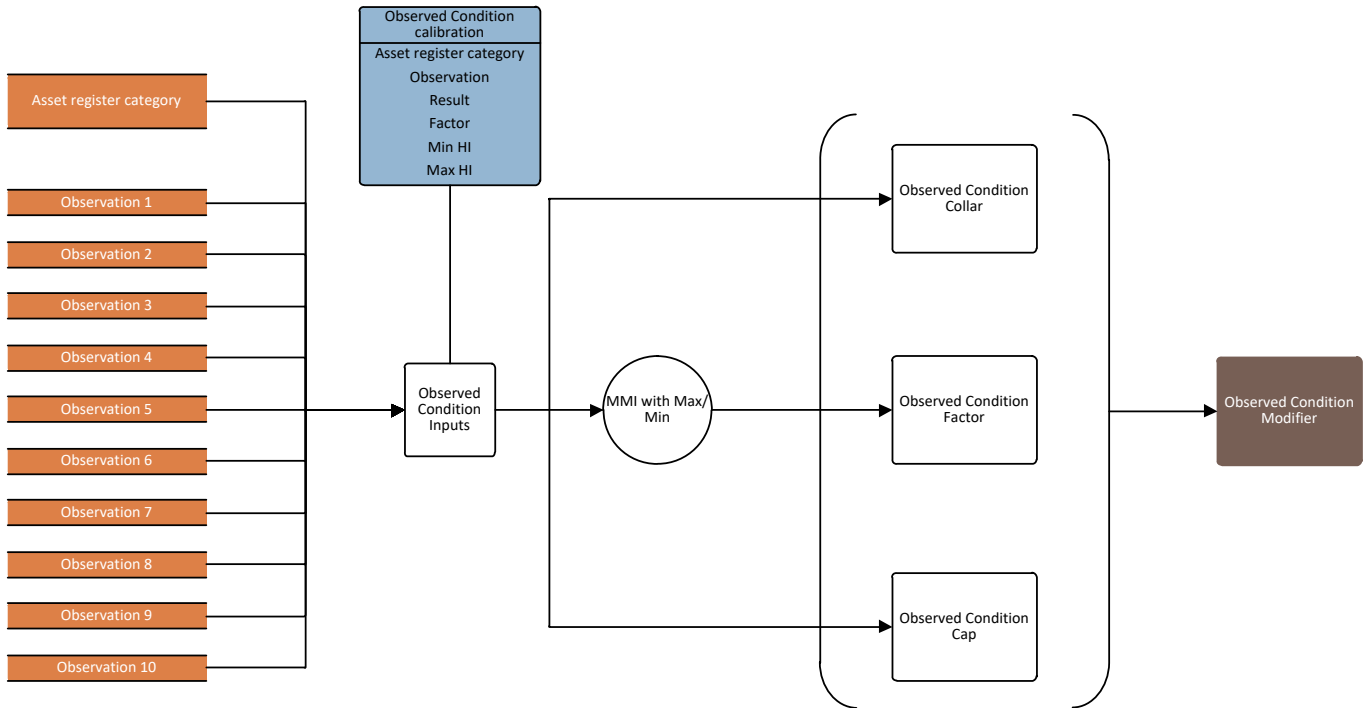 Observed Condition
calibration
Asset register category
Observation
Result
Factor
Min HI
Max HI
Asset register category
Observation 1
Observation 2
Observation 3
Observation 4
Observation 5
Observation 6
Observation 7
Observation 8
Observation 9
Observation 10
Observed
Condition
Inputs
MMI with Max/
Min
Observed Condition
Collar
Observed Condition
Factor
Observed Condition
Cap
Observed Condition
Modifier